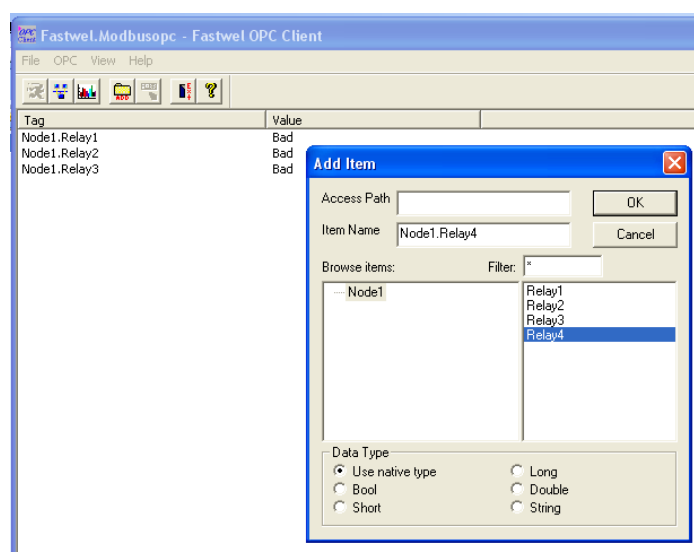 Fastwel.Modbusopc - Fastwel OPC Client
File OPC View Help
ADD
Tag Value
Node1.Relay1 Bad
Node1.Relay2 Bad
Node1.Relay3 Bad
Add Item
Access Path
OK
Item Name Node1.Relay4
Cancel
Browse items: Filter: *
Node1
Relay1
Relay2
Relay3
Relay4
Data Type
Use native type Long
Bool Double
Short String